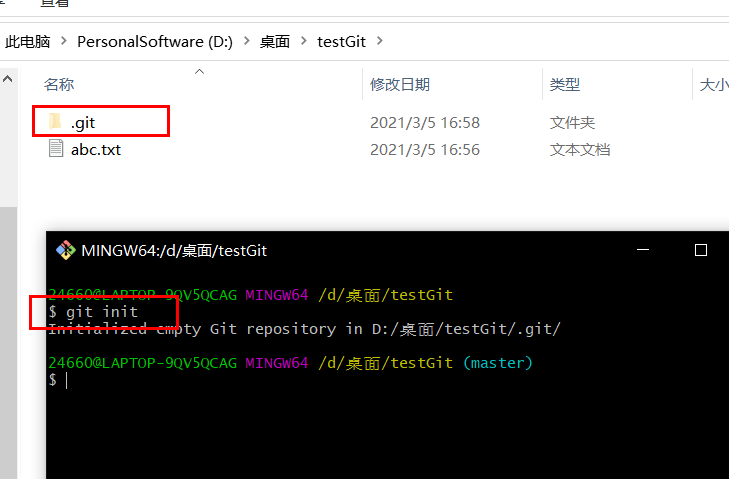 查看
此电脑 > PersonalSoftware (D:) > 桌面 > testGit >
名称 修改日期 类型 大小
.git 2021/3/5 16:58 文件夹
abc.txt 2021/3/5 16:56 文本文档
MINGW64:/d/桌面/testGit
24660@LAPTOP-9QV5QCAG MINGW64 /d/桌面/testGit
$ git init
Initialized empty Git repository in D:/桌面/testGit/.git/
24660@LAPTOP-9QV5QCAG MINGW64 /d/桌面/testGit (master)
$